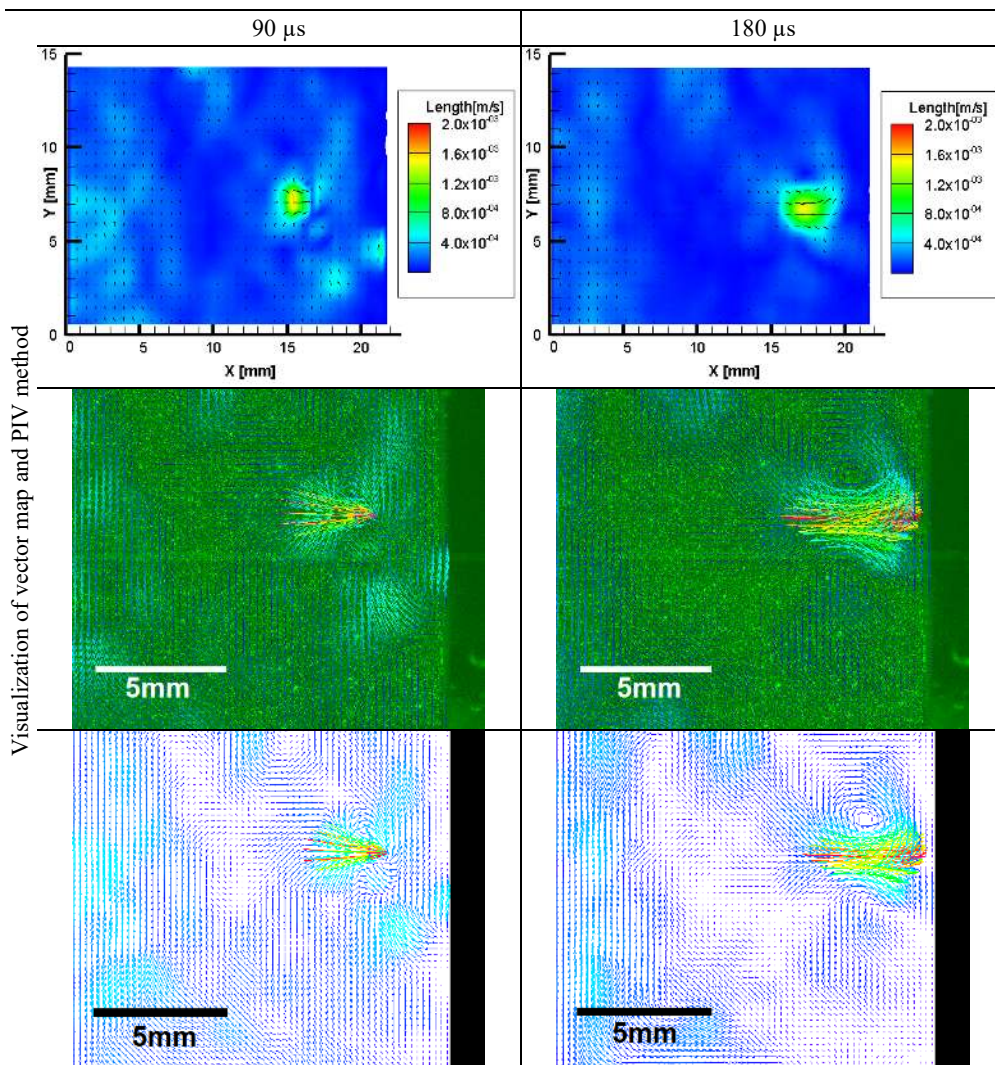 90 µs
180 µs
Visualization of vector map and PIV method
15
10
5
0
Y [mm]
0 5 10 15 20
X [mm]
Length[m/s]
2.0x10⁻⁰³
1.6x10⁻⁰³
1.2x10⁻⁰³
8.0x10⁻⁰⁴
4.0x10⁻⁰⁴
15
10
5
0
Y [mm]
0 5 10 15 20
X [mm]
Length[m/s]
2.0x10⁻⁰³
1.6x10⁻⁰³
1.2x10⁻⁰³
8.0x10⁻⁰⁴
4.0x10⁻⁰⁴
5mm
5mm
5mm
5mm